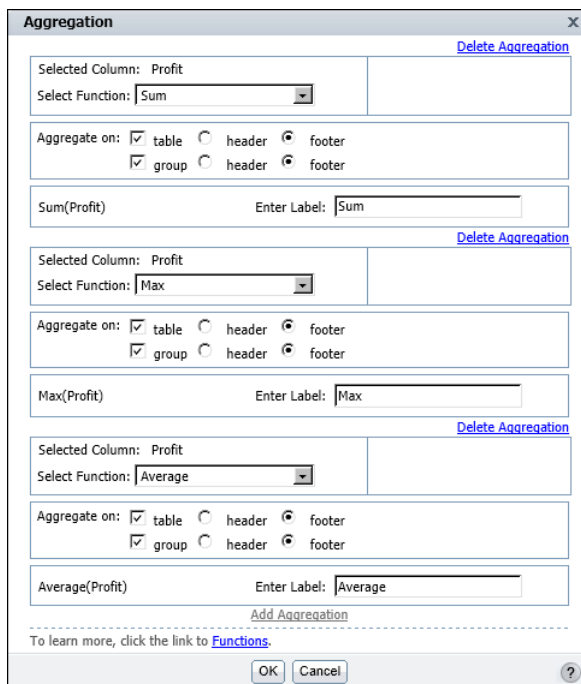 Aggregation X
Delete Aggregation
Selected Column: Profit
Select Function: Sum
Aggregate on: table header footer
group header footer
Sum(Profit) Enter Label: Sum
Delete Aggregation
Selected Column: Profit
Select Function: Max
Aggregate on: table header footer
group header footer
Max(Profit) Enter Label: Max
Delete Aggregation
Selected Column: Profit
Select Function: Average
Aggregate on: table header footer
group header footer
Average(Profit) Enter Label: Average
Add Aggregation
To learn more, click the link to Functions.
OK Cancel ?